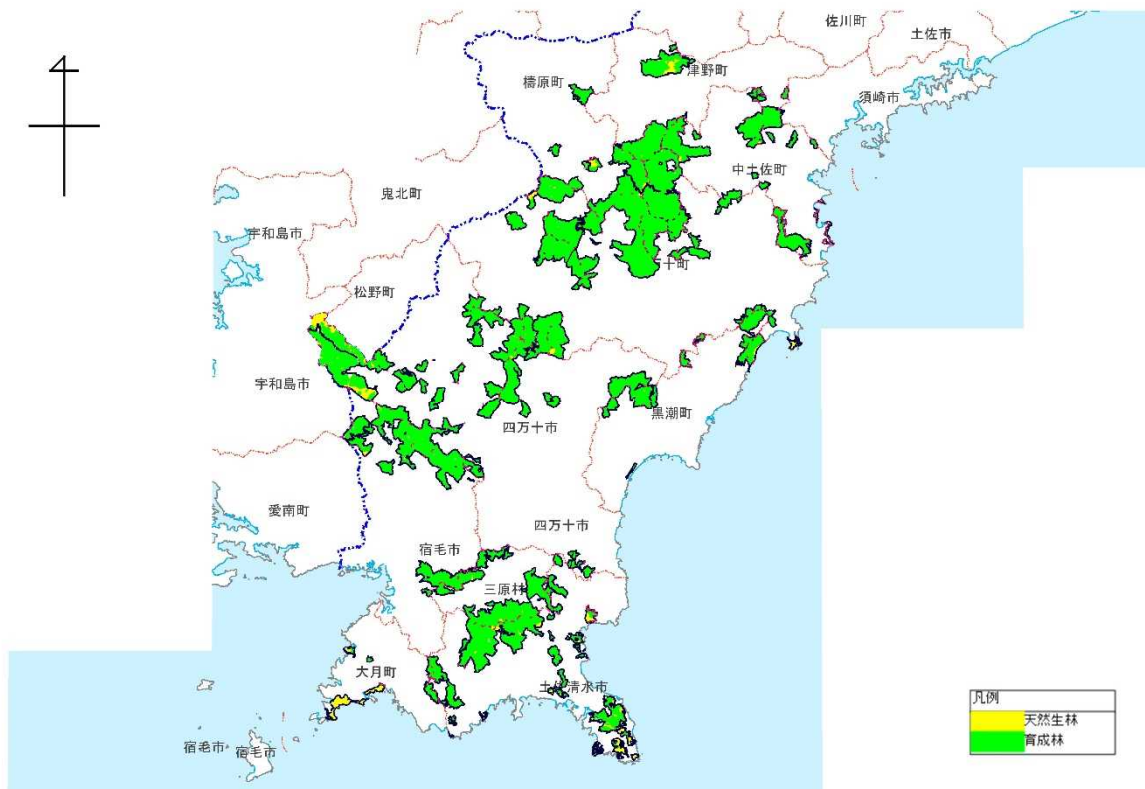 佐川町
土佐市
津野町
梼原町
須崎市
中土佐町
鬼北町
宇和島市
十町
松野町
宇和島市
黒潮町
四万十市
愛南町
四万十市
宿毛市
三原村
大月町
土佐清水市
宿毛市
宿毛市
凡例
天然生林
育成林